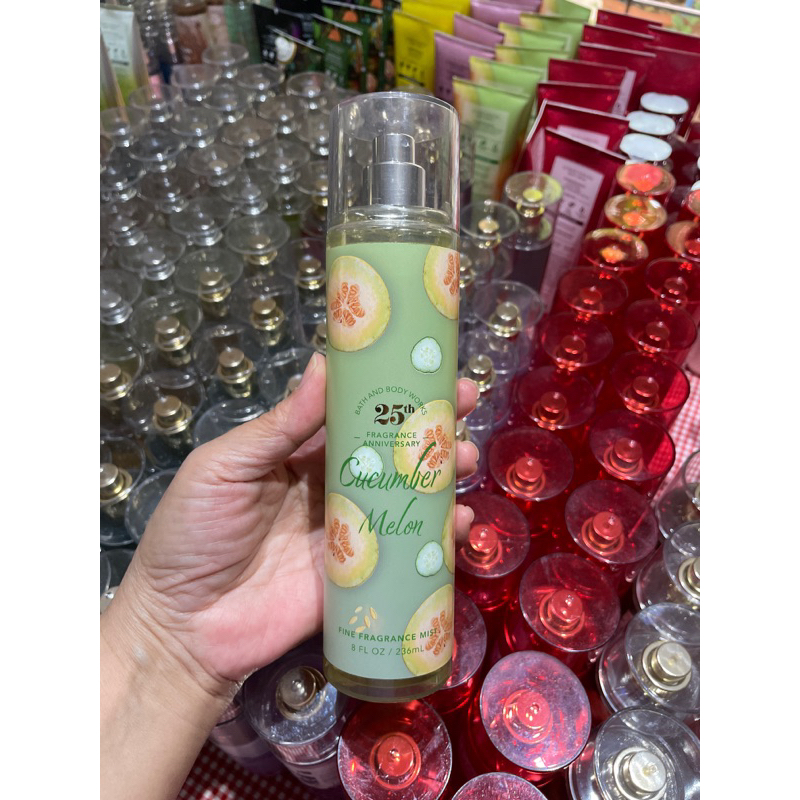 BATH AND BODY WORKS
25th
FRAGRANCE
ANNIVERSARY
Cucumber
Melon
FINE FRAGRANCE MIST
8 FL OZ / 236mL